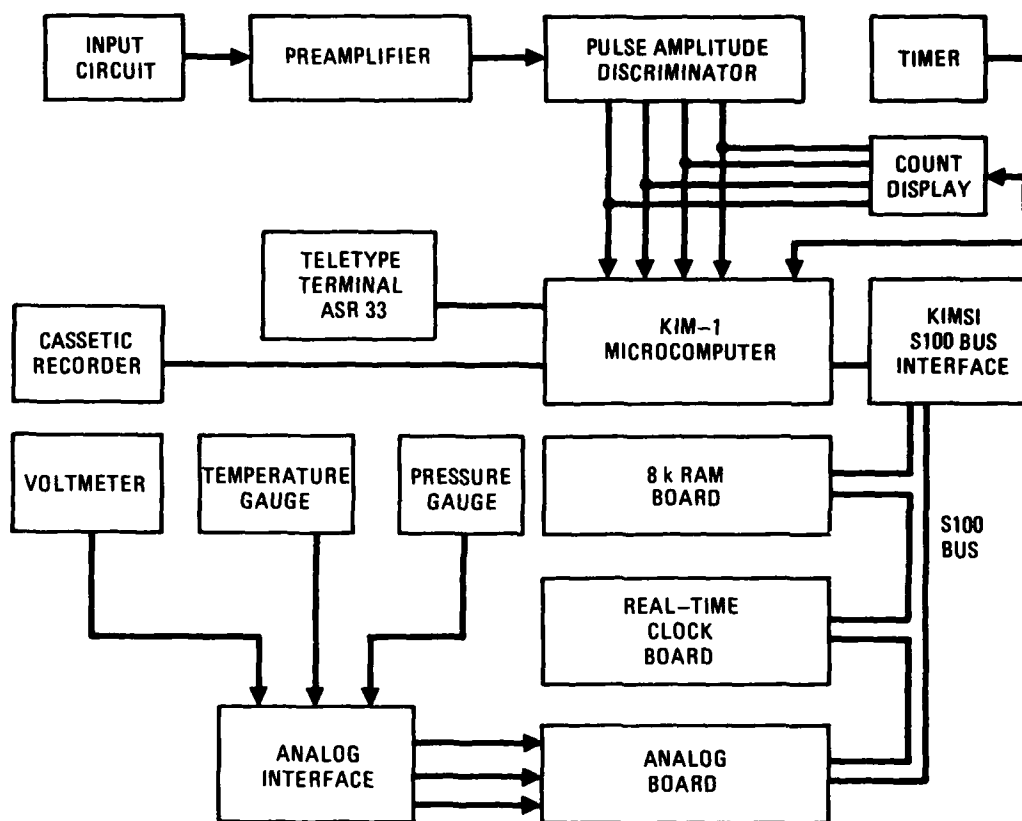 INPUT
CIRCUIT
PREAMPLIFIER
PULSE AMPLITUDE
DISCRIMINATOR
TIMER
COUNT
DISPLAY
TELETYPE
TERMINAL
ASR 33
CASSETIC
RECORDER
KIM-1
MICROCOMPUTER
KIMSI
S100 BUS
INTERFACE
VOLTMETER
TEMPERATURE
GAUGE
PRESSURE
GAUGE
8k RAM
BOARD
S100
BUS
REAL-TIME
CLOCK
BOARD
ANALOG
INTERFACE
ANALOG
BOARD